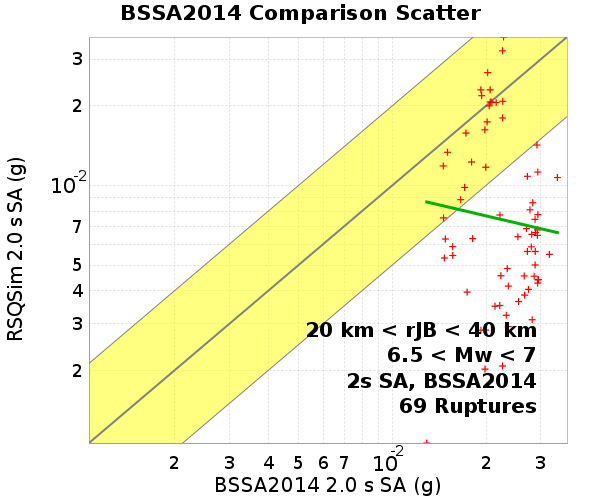 BSSA2014 Comparison Scatter
RSQSim 2.0 s SA (g)
3
2
10-2
7
5
4
3
2
20 km < rJB < 40 km
6.5 < Mw < 7
2s SA, BSSA2014
69 Ruptures
2 3 4 5 6 7 10-2 2 3
BSSA2014 2.0 s SA (g)